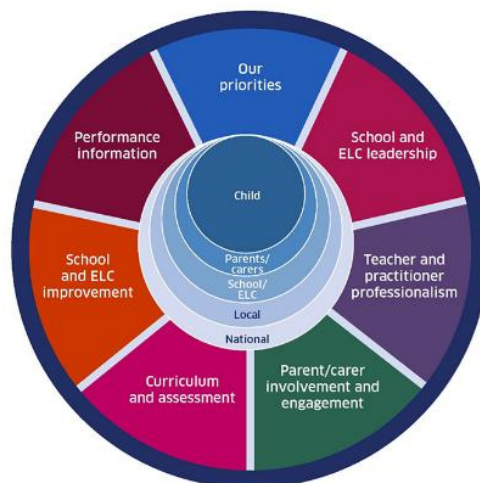 Our
priorities
School and
ELC leadership
Teacher and
practitioner
professionalism
Parent/carer
involvement and
engagement
Curriculum
and assessment
School
and ELC
improvement
Performance
information
Child
Parents/
carers
School/
ELC
Local
National